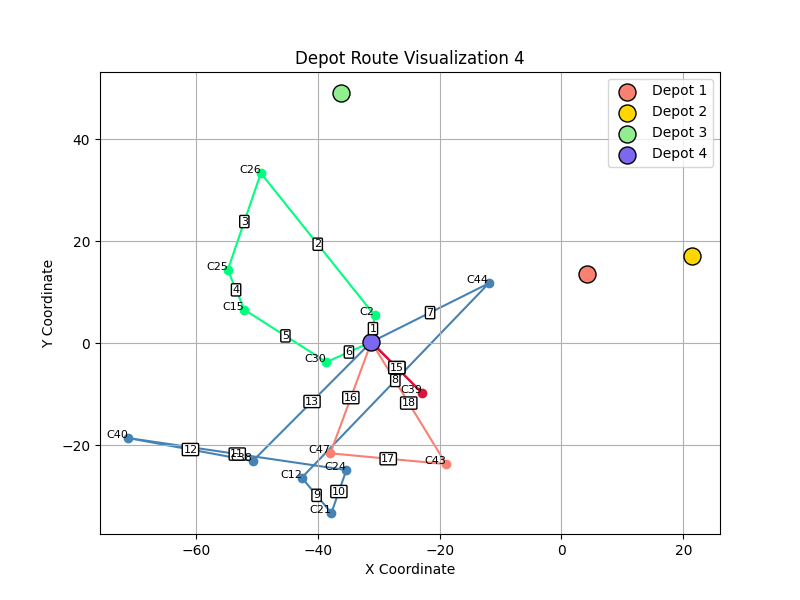 Depot Route Visualization 4
Depot 1
Depot 2
Depot 3
Depot 4
Y Coordinate
40
20
0
−20
−60
−40
−20
0
20
X Coordinate
C26
3
2
C25
4
C15
C2
1
5
6
C30
C44
7
15
8
C39
16
18
13
C40
12
11
C38
C47
17
C43
C24
C12
10
9
C21